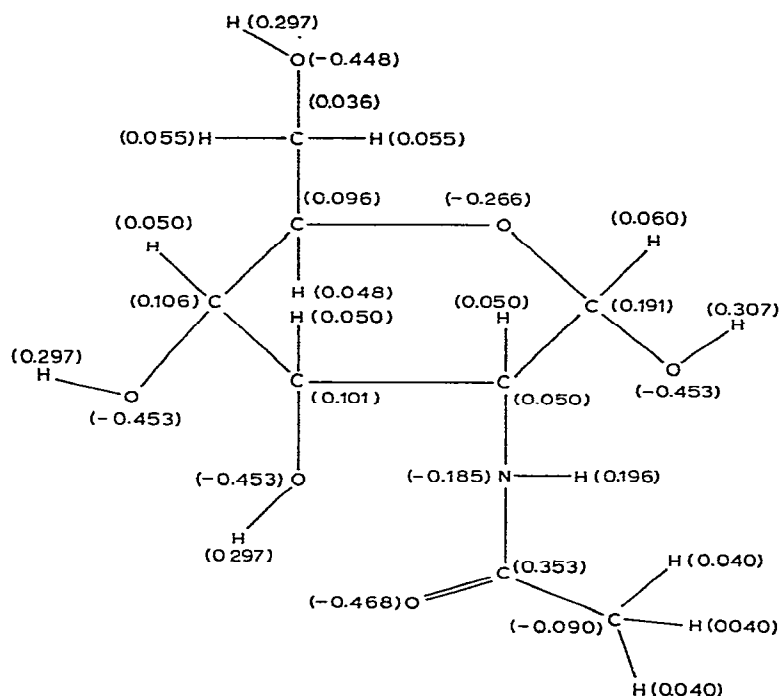 H (0.297)
O (-0.448)
(0.036)
(0.055) H C H (0.055)
(0.096) (-0.266)
C O
(0.050) (0.060)
H H
H (0.048) (0.050)
(0.106) C C (0.191) (0.307)
H (0.050) H H
(0.297) O
H C C (-0.453)
O (0.101) (0.050)
(-0.453)
(-0.453) O (-0.185) N H (0.196)
H
(0.297)
H (0.040)
C (0.353)
(-0.468) O
C H (0040)
(-0.090)
H (0.040)